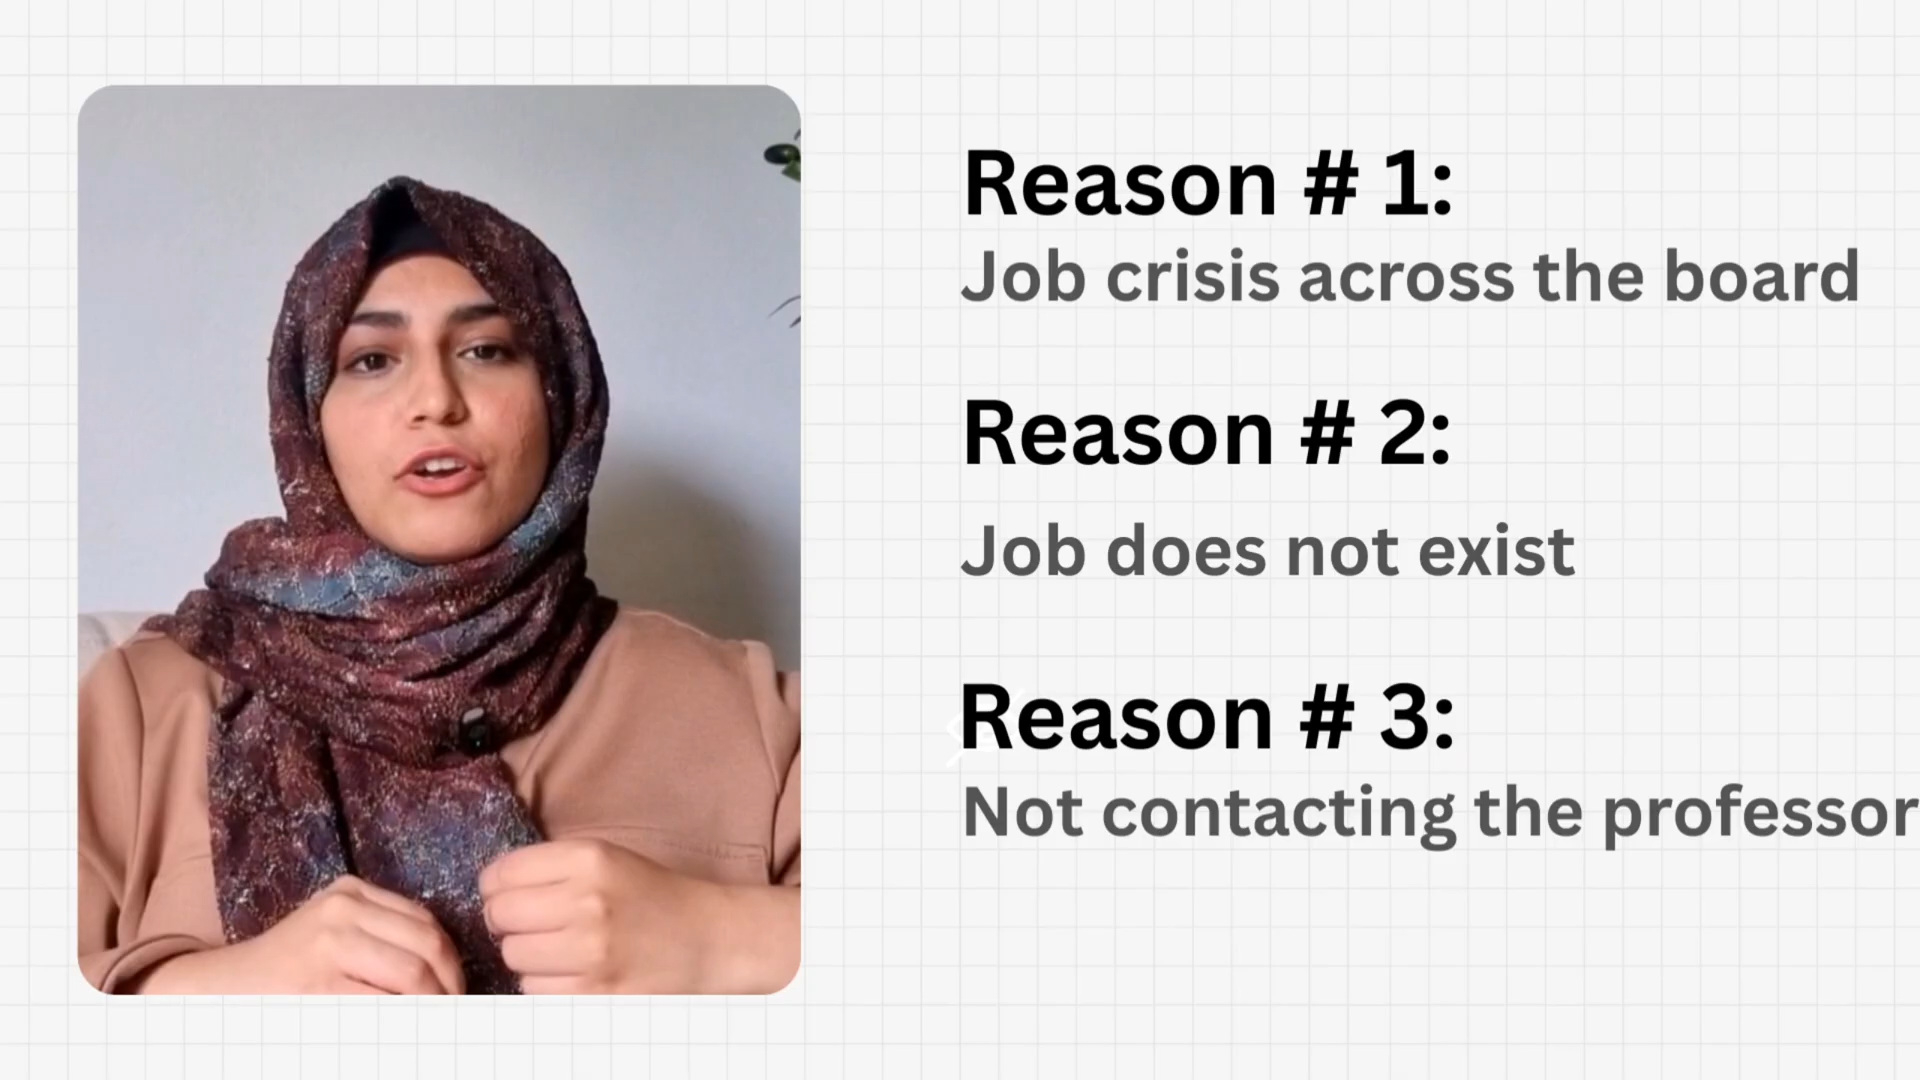 Reason # 1:
Job crisis across the board
Reason # 2:
Job does not exist
Reason # 3:
Not contacting the professor